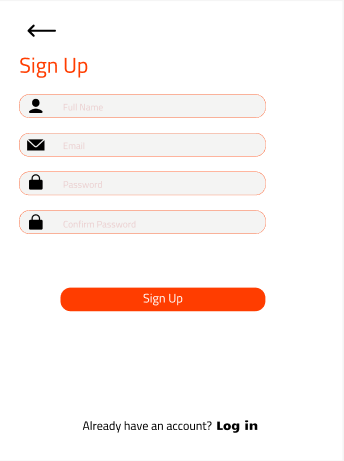 Sign Up
Full Name
Email
Password
Confirm Password
Sign Up
Already have an account? Log in